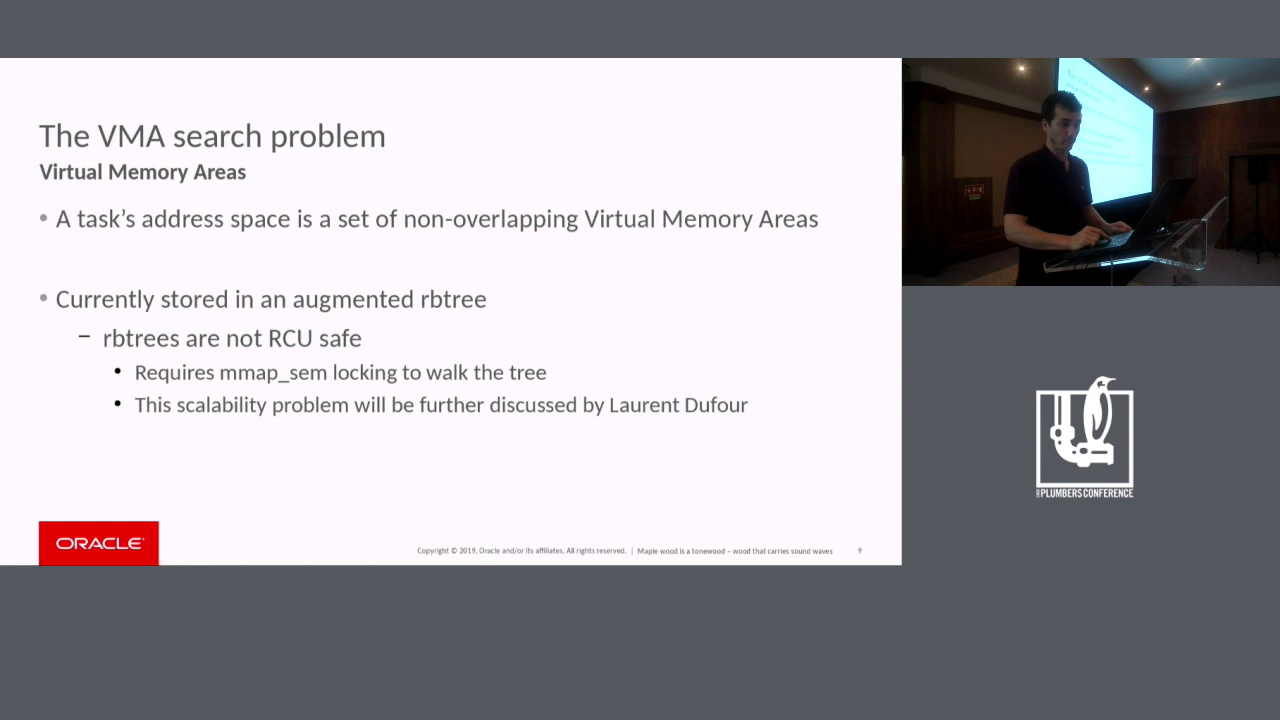 The VMA search problem
Virtual Memory Areas
• A task’s address space is a set of non-overlapping Virtual Memory Areas
• Currently stored in an augmented rbtree
– rbtrees are not RCU safe
• Requires mmap_sem locking to walk the tree
• This scalability problem will be further discussed by Laurent Dufour
ORACLE
Copyright © 2019, Oracle and/or its affiliates. All rights reserved. | Maple wood is a tonewood – wood that carries sound waves 9
PLUMBERS CONFERENCE